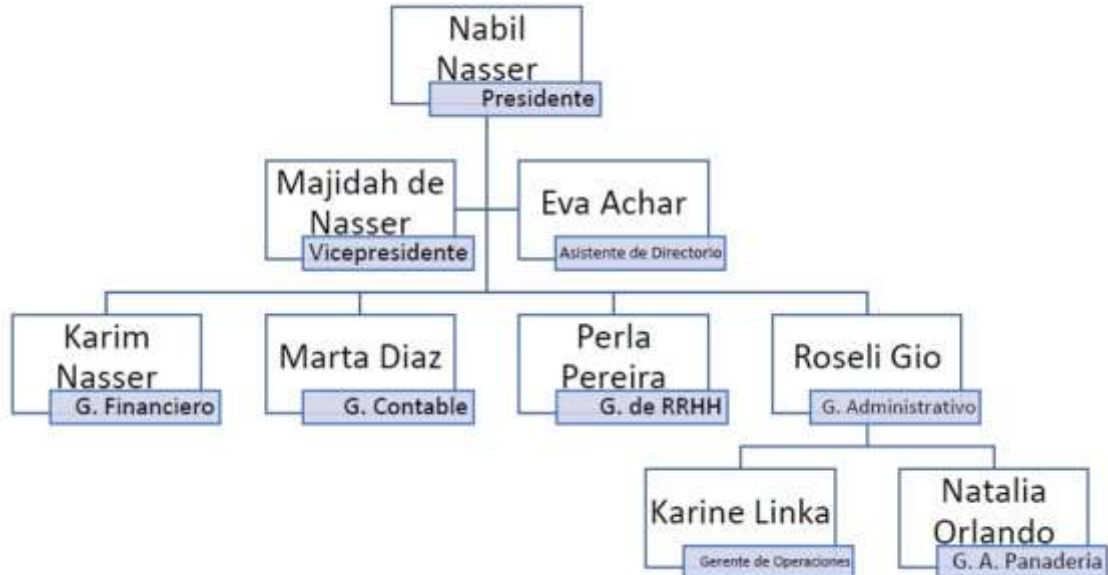 Nabil
Nasser
Presidente
Majidah de
Nasser
Vicepresidente
Eva Achar
Asistente de Directorio
Karim
Nasser
G. Financiero
Marta Diaz
G. Contable
Perla
Pereira
G. de RRHH
Roseli Gio
G. Administrativo
Karine Linka
Gerente de Operaciones
Natalia
Orlando
G. A. Panaderia